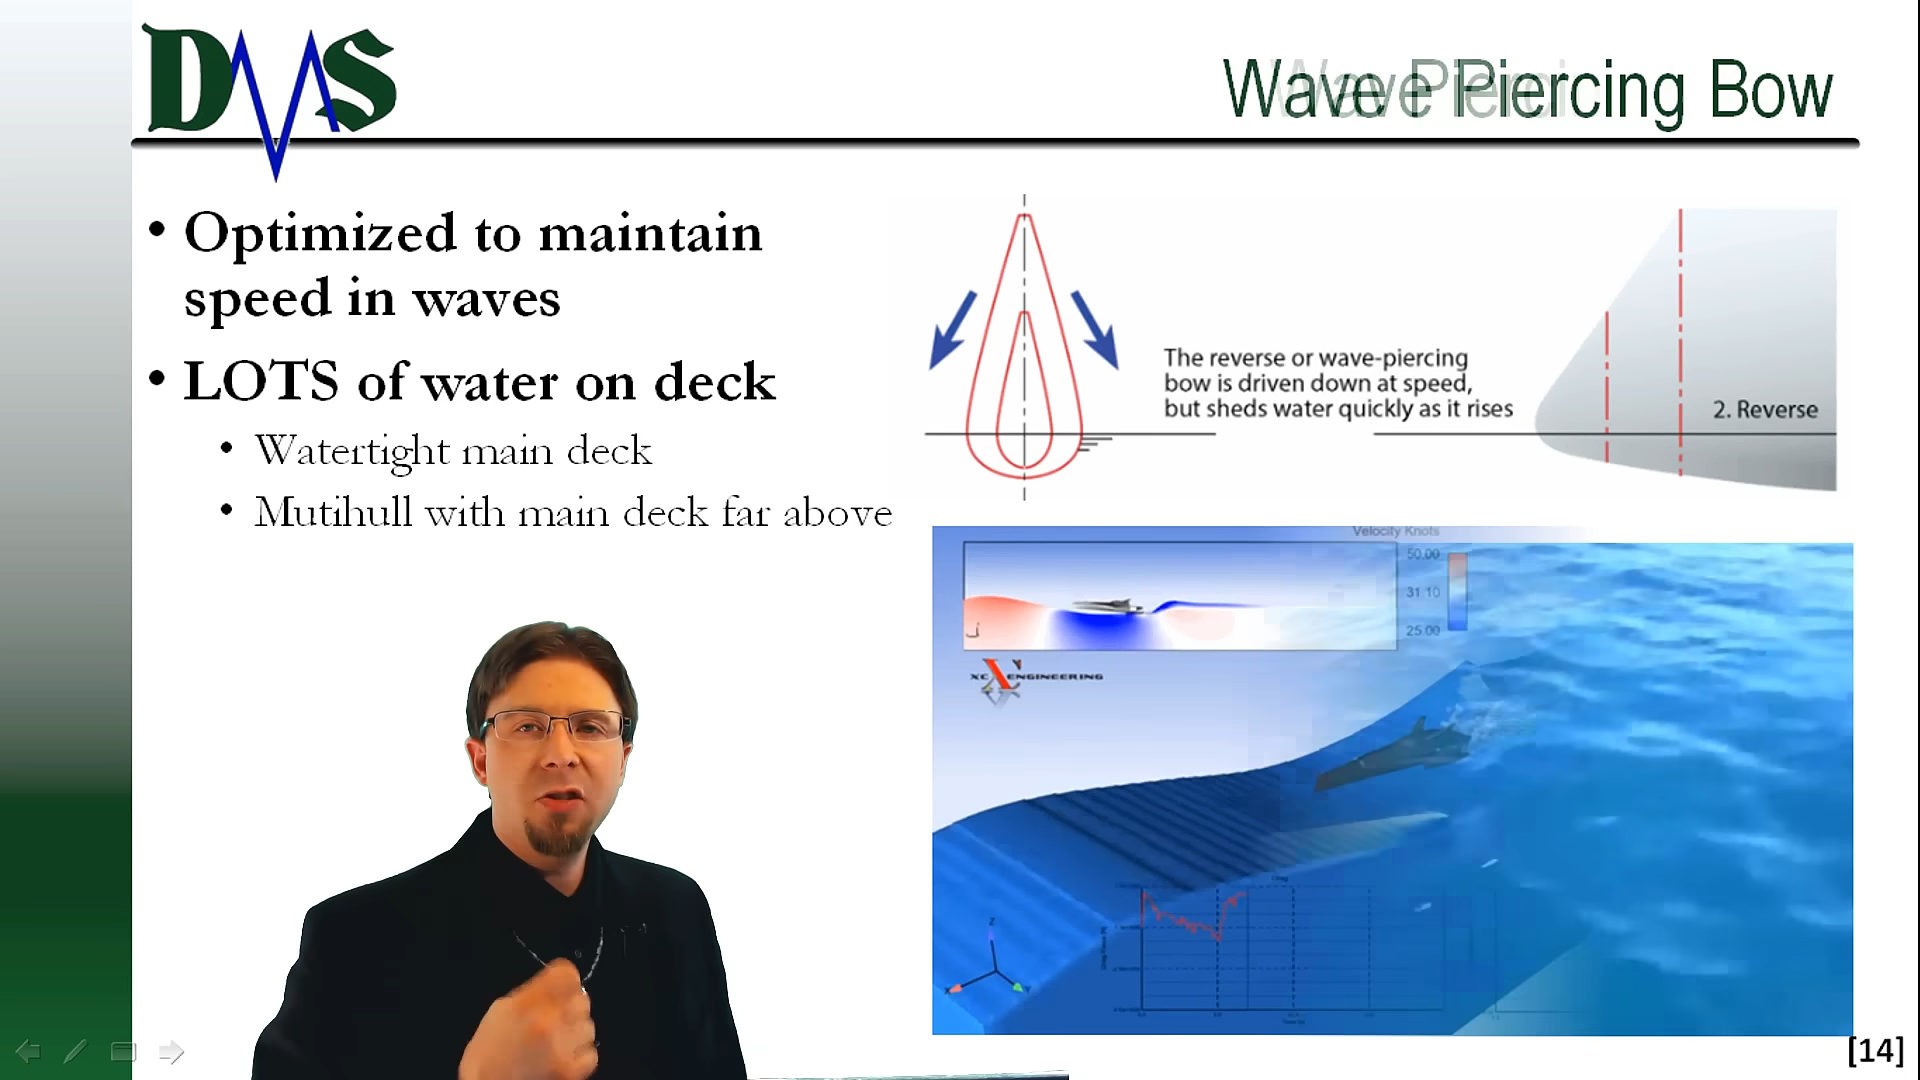 DMS
Wave Piercing Bow
• Optimized to maintain
speed in waves
• LOTS of water on deck
• Watertight main deck
• Mutihull with main deck far above
The reverse or wave-piercing
bow is driven down at speed,
but sheds water quickly as it rises
2. Reverse
Velocity Knots
50.00
31.10
25.00
XC ENGINEERING
Z
[14]